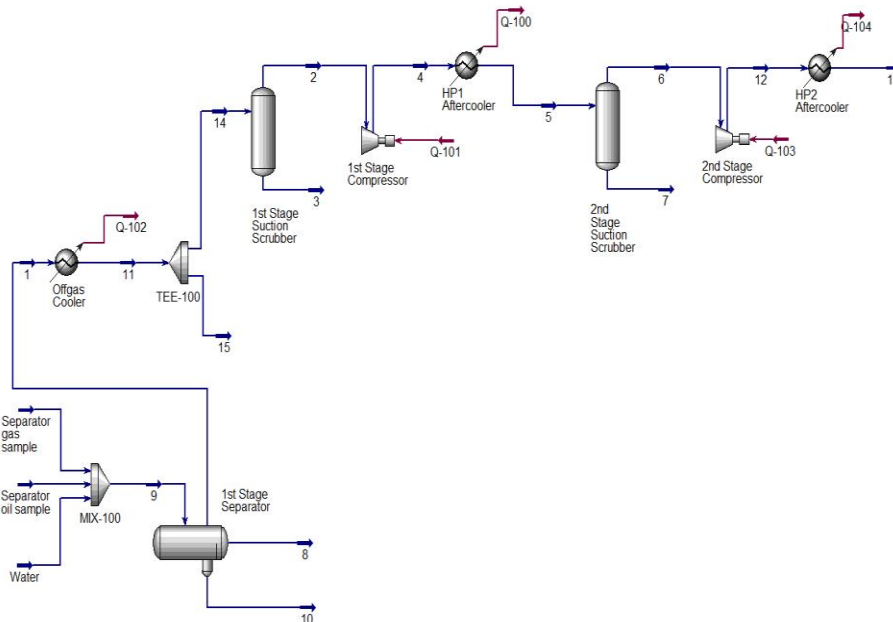 Q-100
Q-104
2
4
HP1
Aftercooler
6
12
HP2
Aftercooler
14
5
Q-101
1st Stage
Compressor
Q-103
2nd Stage
Compressor
3
7
1st Stage
Suction
Scrubber
2nd
Stage
Suction
Scrubber
Q-102
1
11
Offgas
Cooler
TEE-100
15
Separator
gas
sample
Separator
oil sample
MIX-100
9
1st Stage
Separator
8
Water
10